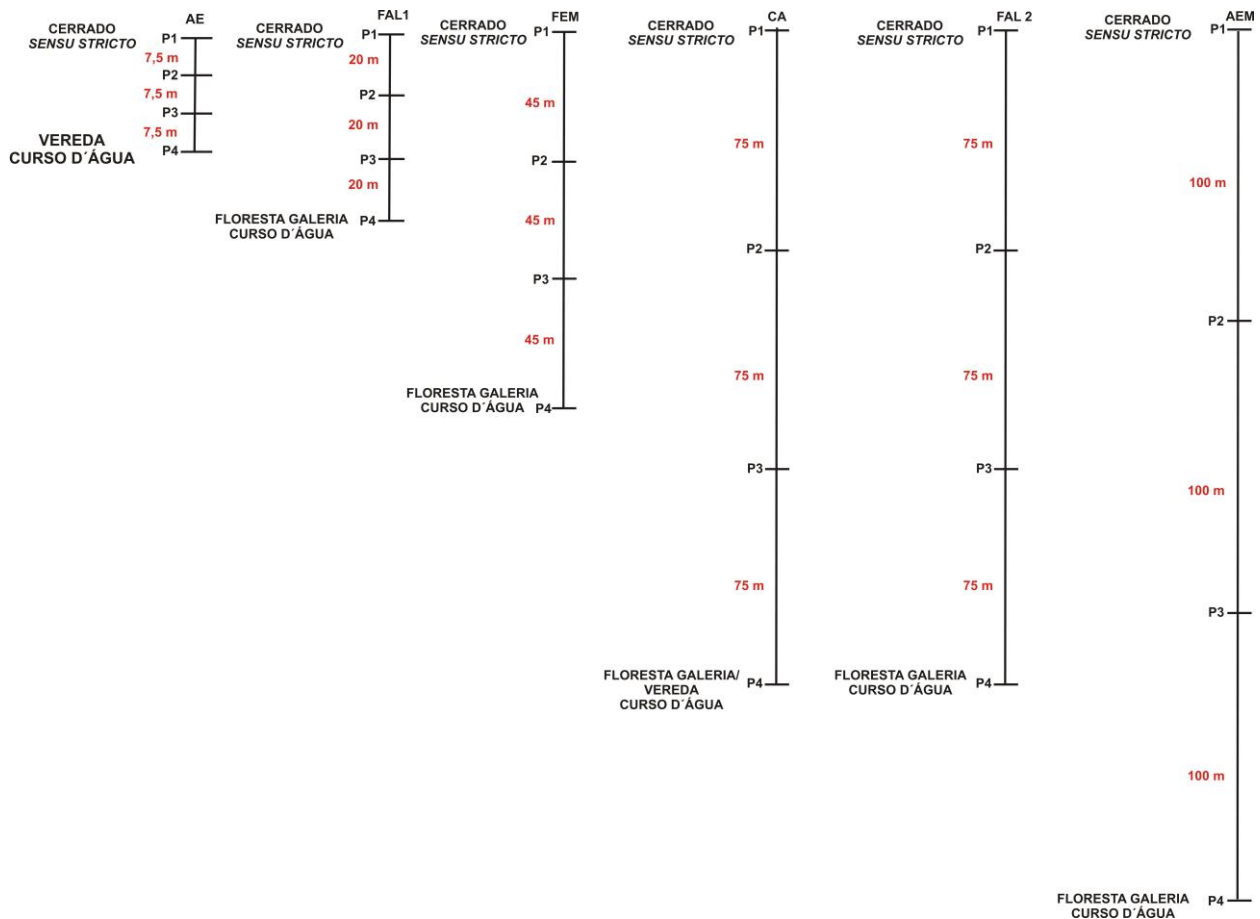 AE
CERRADO
SENSU STRICTO
P1
7,5 m
P2
7,5 m
P3
7,5 m
P4
VEREDA
CURSO D´ÁGUA
FAL1
CERRADO
SENSU STRICTO
P1
20 m
P2
20 m
P3
20 m
P4
FLORESTA GALERIA
CURSO D´ÁGUA
FEM
CERRADO
SENSU STRICTO
P1
45 m
P2
45 m
P3
45 m
P4
FLORESTA GALERIA
CURSO D´ÁGUA
CA
CERRADO
SENSU STRICTO
P1
75 m
P2
75 m
P3
75 m
P4
FLORESTA GALERIA/
VEREDA
CURSO D´ÁGUA
FAL 2
CERRADO
SENSU STRICTO
P1
75 m
P2
75 m
P3
75 m
P4
FLORESTA GALERIA
CURSO D´ÁGUA
AEM
CERRADO
SENSU STRICTO
P1
100 m
P2
100 m
P3
100 m
P4
FLORESTA GALERIA
CURSO D´ÁGUA